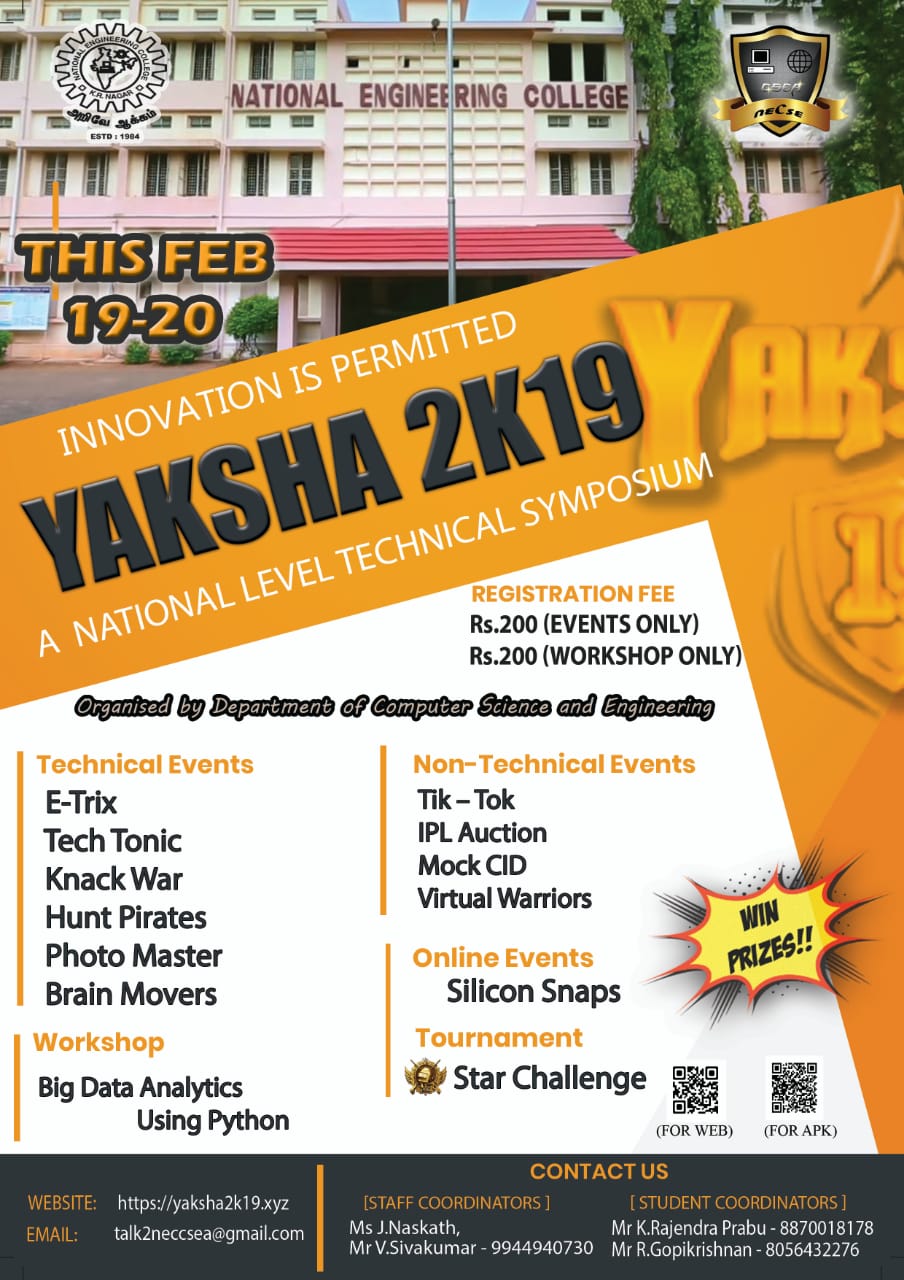 NATIONAL ENGINEERING COLLEGE
K.R. NAGAR
அறிவே ஆக்கம்
ESTD : 1984
NATIONAL ENGINEERING COLLEGE
NECSE
THIS FEB
19-20
INNOVATION IS PERMITTED
YAKSHA 2K19
A NATIONAL LEVEL TECHNICAL SYMPOSIUM
YAKS
19
REGISTRATION FEE
Rs.200 (EVENTS ONLY)
Rs.200 (WORKSHOP ONLY)
Organised by Department of Computer Science and Engineering
Technical Events
E-Trix
Tech Tonic
Knack War
Hunt Pirates
Photo Master
Brain Movers
Workshop
Big Data Analytics
Using Python
Non-Technical Events
Tik – Tok
IPL Auction
Mock CID
Virtual Warriors
Online Events
Silicon Snaps
Tournament
Star Challenge
WIN
PRIZES!!
(FOR WEB)
(FOR APK)
WEBSITE: https://yaksha2k19.xyz
EMAIL: talk2neccsea@gmail.com
CONTACT US
[STAFF COORDINATORS ]
Ms J.Naskath,
Mr V.Sivakumar - 9944940730
[ STUDENT COORDINATORS ]
Mr K.Rajendra Prabu - 8870018178
Mr R.Gopikrishnan - 8056432276